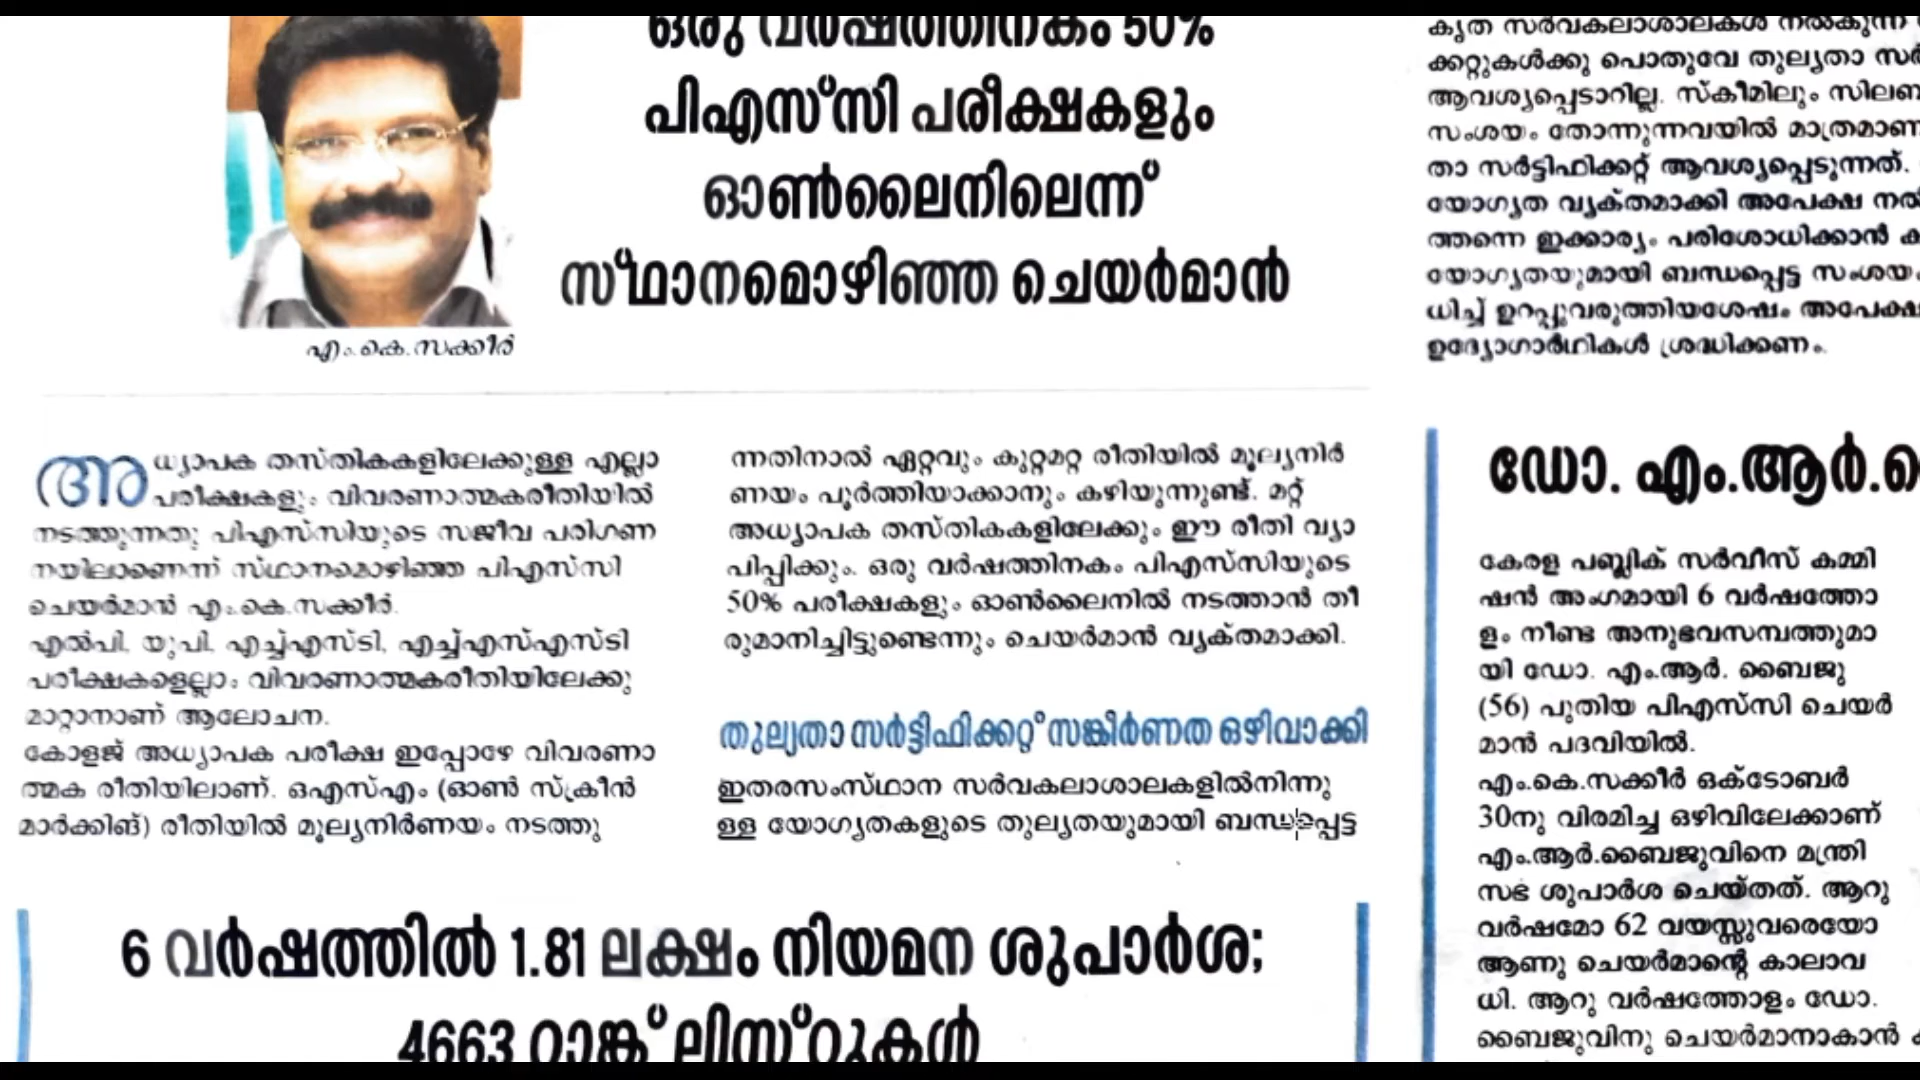 ഒരു വർഷത്തിനകം 50%
പിഎസ്‌സി പരീക്ഷകളും
ഓൺലൈനിലെന്ന്
സ്ഥാനമൊഴിഞ്ഞ ചെയർമാൻ
എം.കെ.സക്കീർ
അധ്യാപക തസ്തികകളിലേക്കുള്ള എല്ലാ
പരീക്ഷകളും വിവരണാത്മകരീതിയിൽ
നടത്തുന്നതു പിഎസ്‌സിയുടെ സജീവ പരിഗണ
നയിലാണെന്ന് സ്ഥാനമൊഴിഞ്ഞ പിഎസ്‌സി
ചെയർമാൻ എം.കെ.സക്കീർ.
എൽപി, യുപി, എച്ച്എസ്ടി, എച്ച്എസ്എസ്ടി
പരീക്ഷകളെല്ലാം വിവരണാത്മകരീതിയിലേക്കു
മാറ്റാനാണ് ആലോചന.
കോളജ് അധ്യാപക പരീക്ഷ ഇപ്പോഴേ വിവരണാ
ത്മക രീതിയിലാണ്. ഒഎസ്എം (ഓൺ സ്ക്രീൻ
മാർക്കിങ്) രീതിയിൽ മൂല്യനിർണയം നടത്തു
ന്നതിനാൽ ഏറ്റവും കുറ്റമറ്റ രീതിയിൽ മൂല്യനിർ
ണയം പൂർത്തിയാക്കാനും കഴിയുന്നുണ്ട്. മറ്റ്
അധ്യാപക തസ്തികകളിലേക്കും ഈ രീതി വ്യാ
പിപ്പിക്കും. ഒരു വർഷത്തിനകം പിഎസ്‌സിയുടെ
50% പരീക്ഷകളും ഓൺലൈനിൽ നടത്താൻ തീ
രുമാനിച്ചിട്ടുണ്ടെന്നും ചെയർമാൻ വ്യക്തമാക്കി.
തുല്യതാ സർട്ടിഫിക്കറ്റ് സങ്കീർണത ഒഴിവാക്കി
ഇതരസംസ്ഥാന സർവകലാശാലകളിൽനിന്നു
ള്ള യോഗ്യതകളുടെ തുല്യതയുമായി ബന്ധപ്പെട്ട
കൃത സർവകലാശാലകൾ നൽകുന്ന
ക്കറ്റുകൾക്കു പൊതുവേ തുല്യതാ സർ
ആവശ്യപ്പെടാറില്ല. സ്കീമിലും സിലബ
സംശയം തോന്നുന്നവയിൽ മാത്രമാണ
താ സർട്ടിഫിക്കറ്റ് ആവശ്യപ്പെടുന്നത്.
യോഗ്യത വ്യക്തമാക്കി അപേക്ഷ നൽ
ത്തന്നെ ഇക്കാര്യം പരിശോധിക്കാൻ ക
യോഗ്യതയുമായി ബന്ധപ്പെട്ട സംശയം
ധിച്ച് ഉറപ്പുവരുത്തിയശേഷം അപേക്ഷ
ഉദ്യോഗാർഥികൾ ശ്രദ്ധിക്കണം.
6 വർഷത്തിൽ 1.81 ലക്ഷം നിയമന ശുപാർശ;
4663 റാങ്ക് ലിസ്റ്റുകൾ
ഡോ. എം.ആർ.ബൈ
കേരള പബ്ലിക് സർവീസ് കമ്മി
ഷൻ അംഗമായി 6 വർഷത്തോ
ളം നീണ്ട അനുഭവസമ്പത്തുമാ
യി ഡോ. എം.ആർ. ബൈജു
(56) പുതിയ പിഎസ്‌സി ചെയർ
മാൻ പദവിയിൽ.
എം.കെ.സക്കീർ ഒക്ടോബർ
30നു വിരമിച്ച ഒഴിവിലേക്കാണ്
എം.ആർ.ബൈജുവിനെ മന്ത്രി
സഭ ശുപാർശ ചെയ്തത്. ആറു
വർഷമോ 62 വയസ്സുവരെയോ
ആണു ചെയർമാന്റെ കാലാവ
ധി. ആറു വർഷത്തോളം ഡോ.
ബൈജുവിനു ചെയർമാനാകാൻ ക